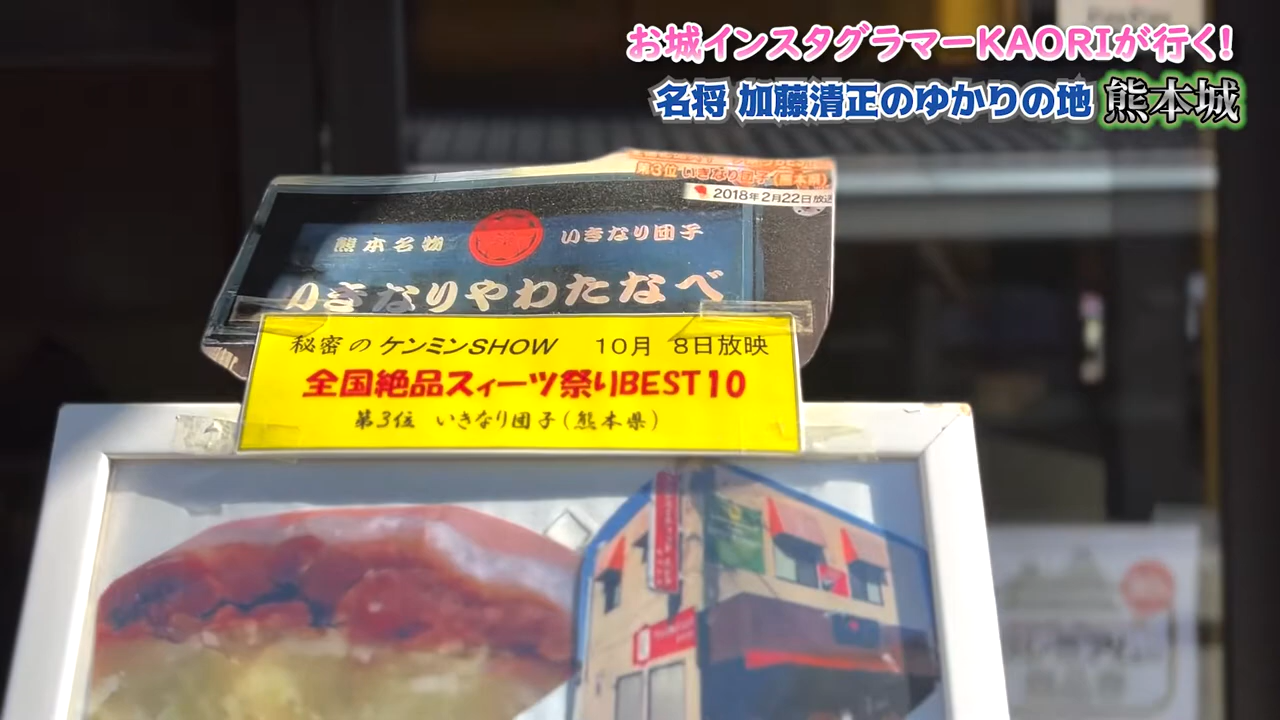 お城インスタグラマーKAORIが行く!
名将 加藤清正のゆかりの地 熊本城
第3位 いきなり団子(熊本県)
2018年2月22日放送
熊本名物 いきなり団子
いきなりやわたなべ
秘密のケンミンSHOW 10月 8日放映
全国絶品スィーツ祭りBEST10
第3位 いきなり団子(熊本県)